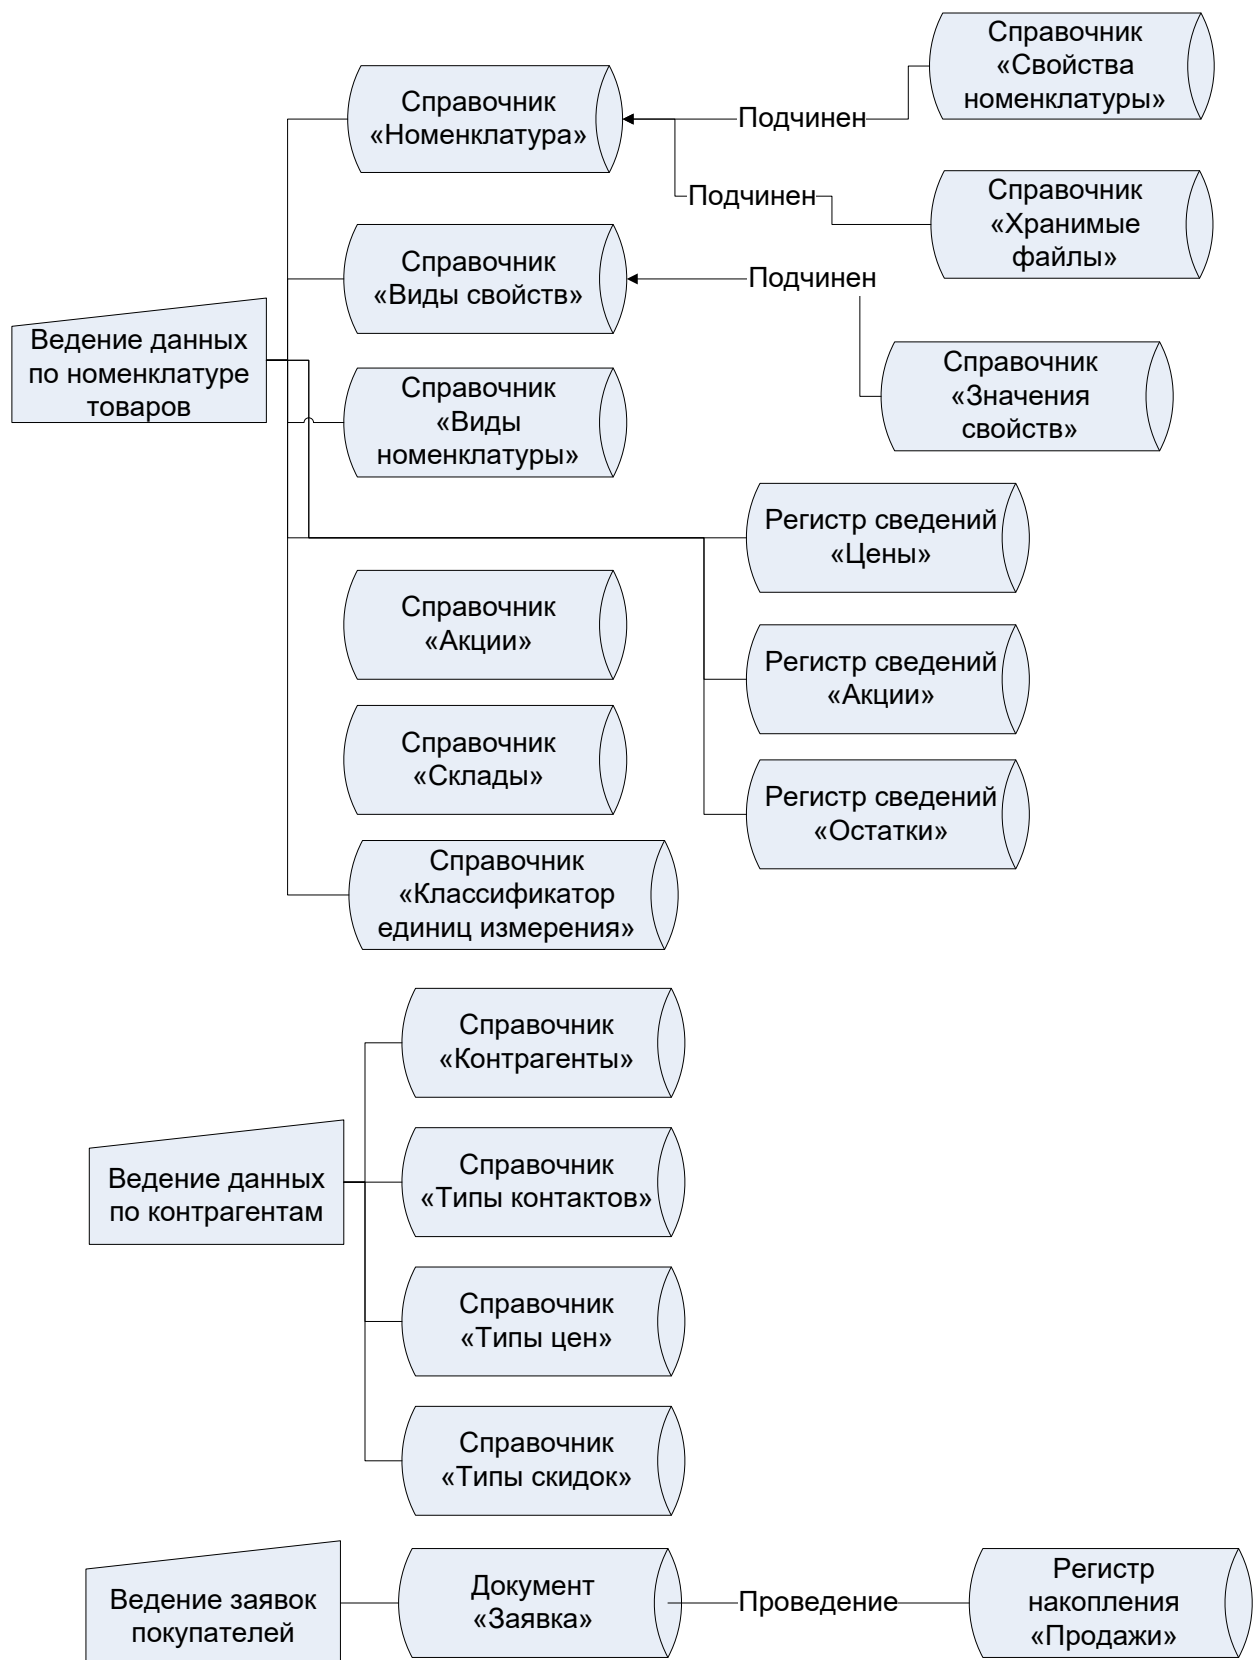 Справочник
«Свойства
номенклатуры»
Справочник
«Номенклатура»
Подчинен
Справочник
«Хранимые
файлы»
Подчинен
Справочник
«Виды свойств»
Подчинен
Ведение данных
по номенклатуре
товаров
Справочник
«Значения
свойств»
Справочник
«Виды
номенклатуры»
Регистр сведений
«Цены»
Справочник
«Акции»
Регистр сведений
«Акции»
Справочник
«Склады»
Регистр сведений
«Остатки»
Справочник
«Классификатор
единиц измерения»
Справочник
«Контрагенты»
Ведение данных
по контрагентам
Справочник
«Типы контактов»
Справочник
«Типы цен»
Справочник
«Типы скидок»
Ведение заявок
покупателей
Документ
«Заявка»
Проведение
Регистр
накопления
«Продажи»